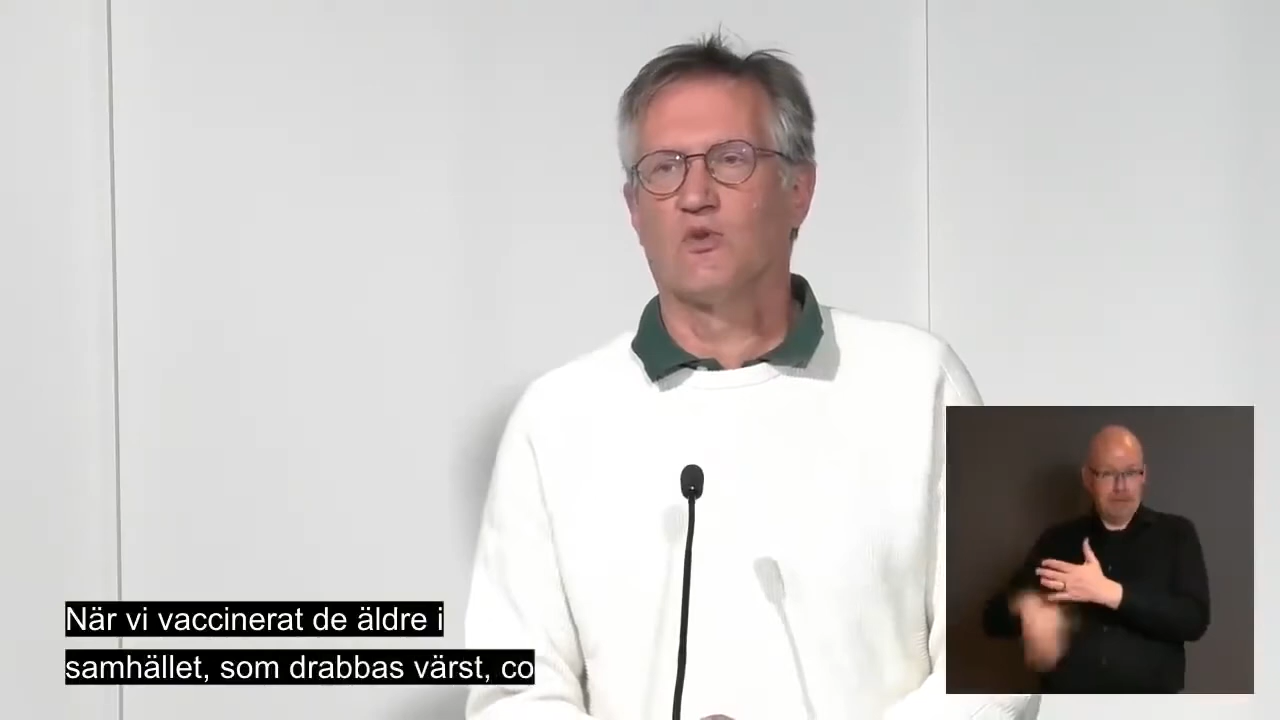 När vi vaccinerat de äldre i
samhället, som drabbas värst, co